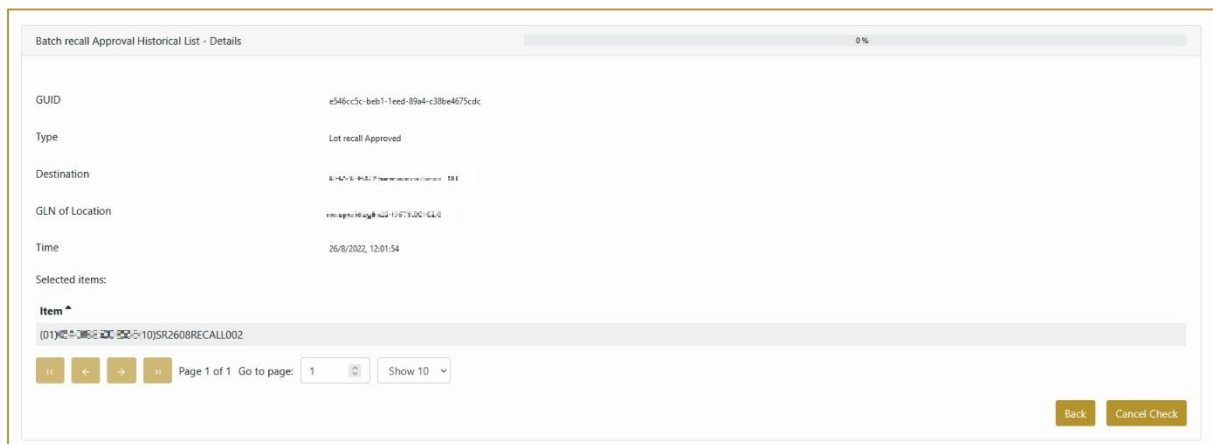 Batch recall Approval Historical List - Details 0 %
GUID e546cc5c-beb1-1eed-89a4-c38be4675cdc
Type Lot recall Approved
Destination
GLN of Location
Time 26/8/2022, 12:01:54
Selected items:
Item
(01) 10)SR2608RECALL002
Page 1 of 1 Go to page: 1 Show 10
Back Cancel Check